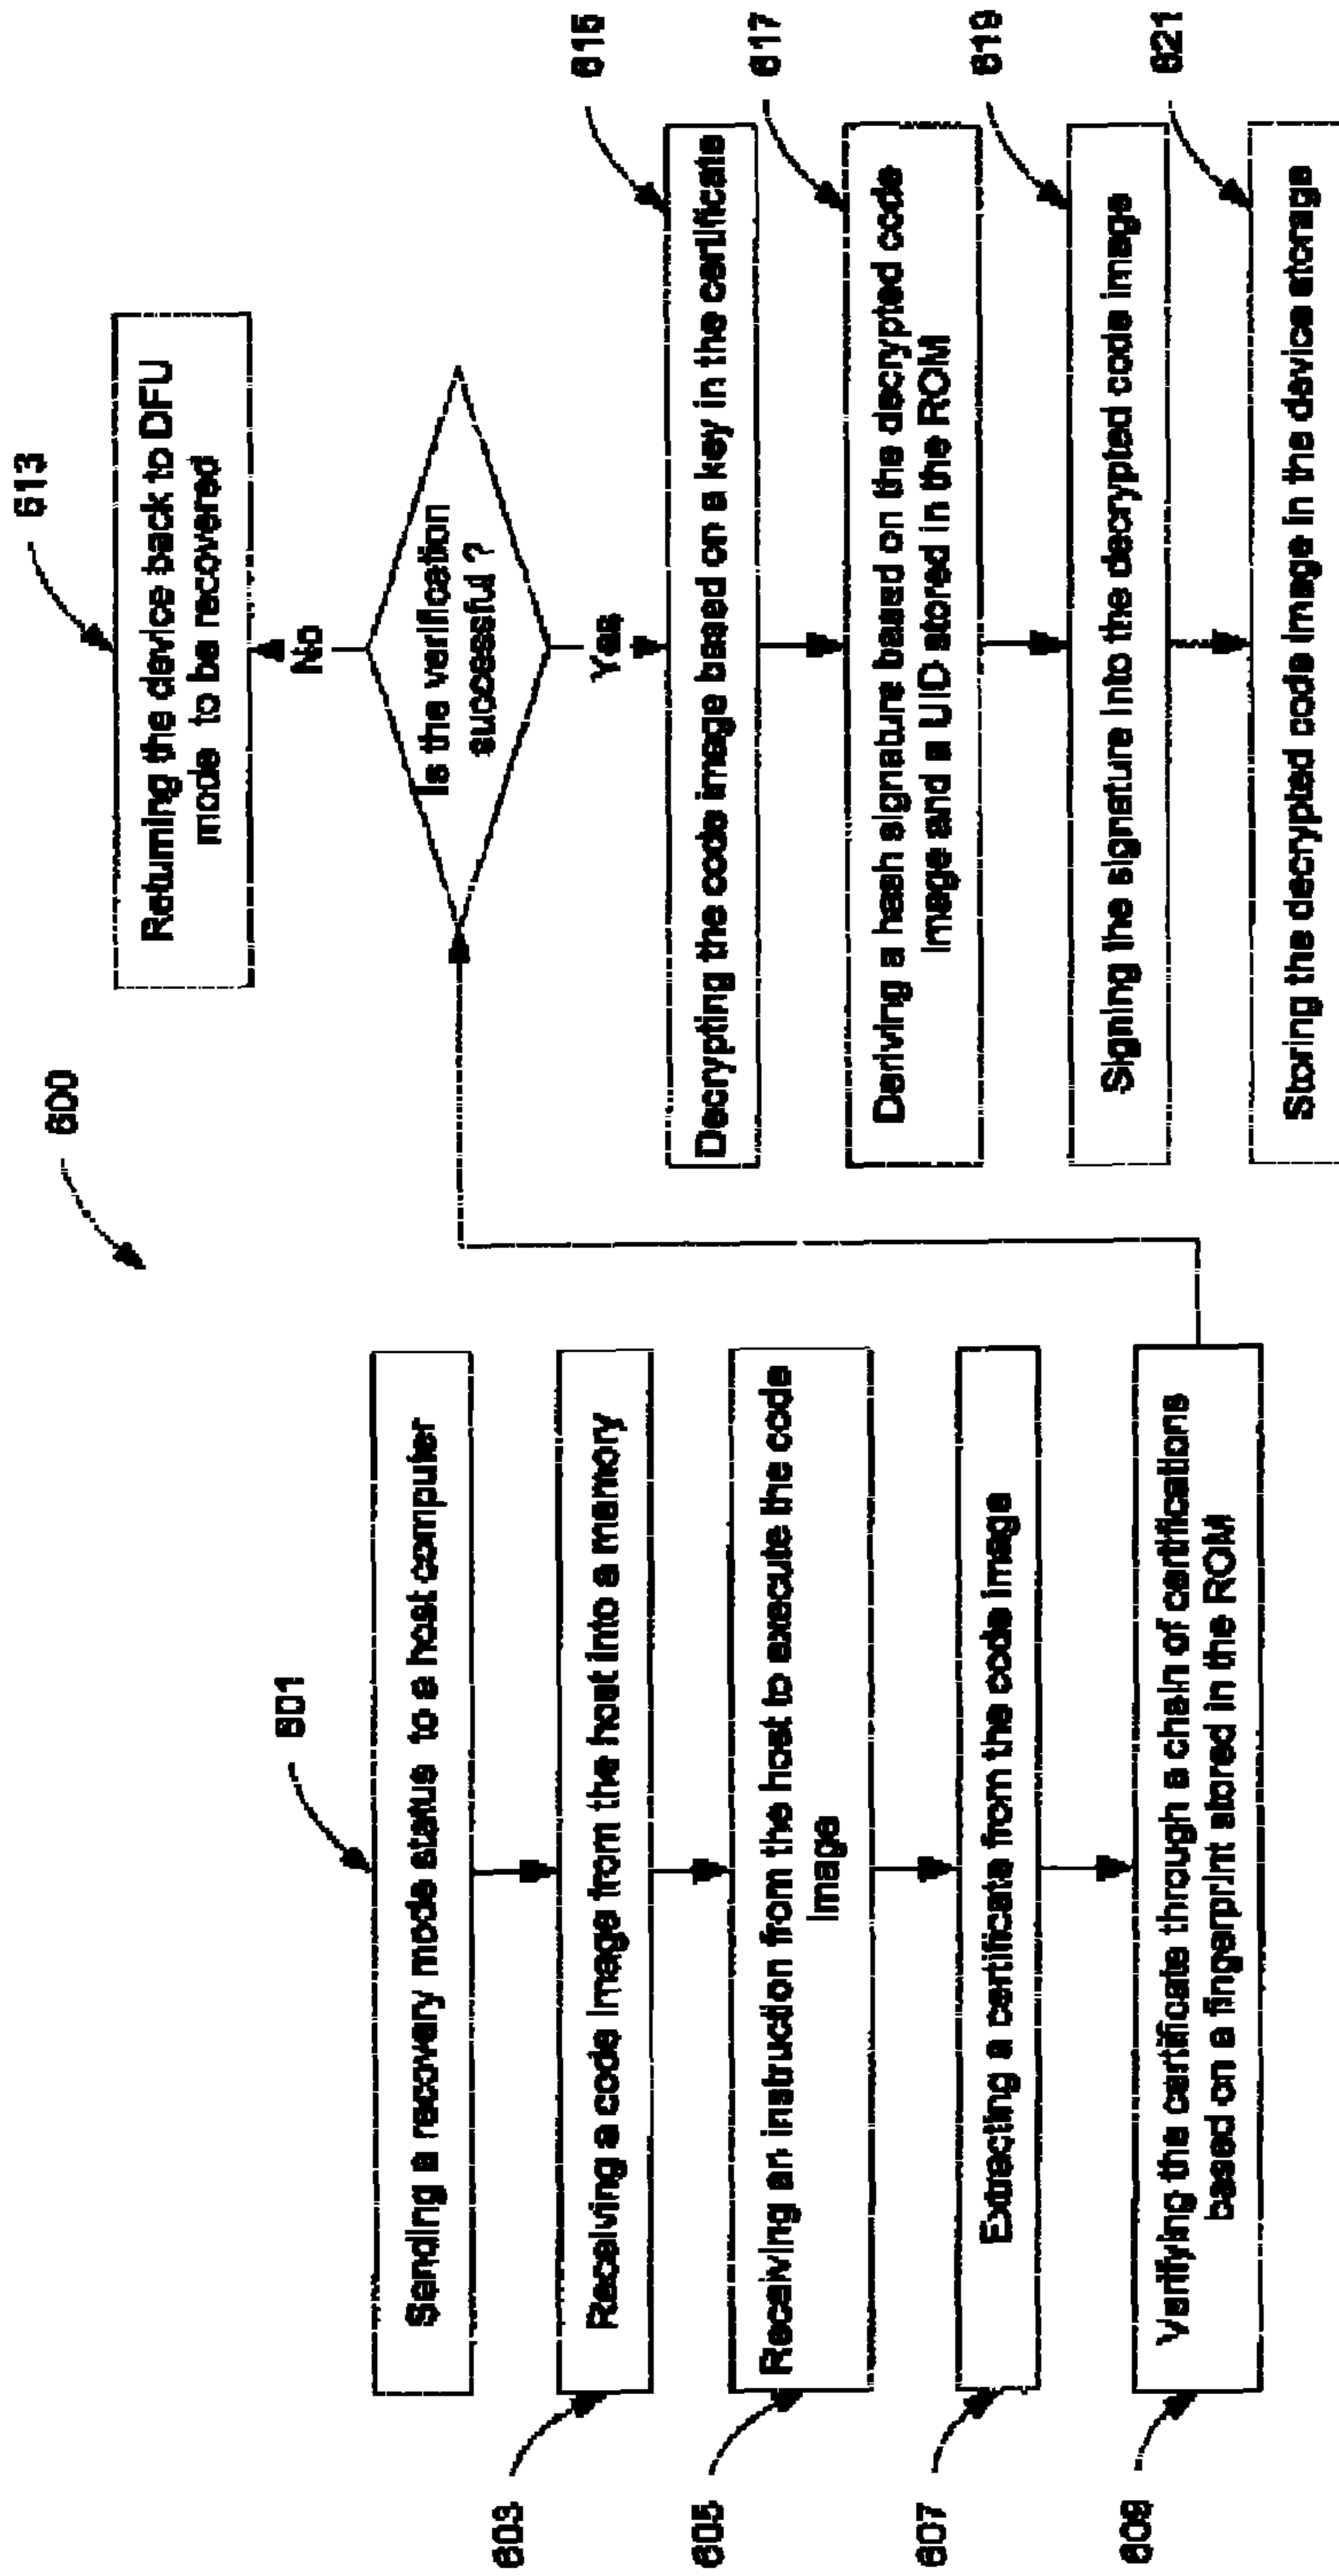 600
601
Sending a recovery mode status to a host computer
603
Receiving a code image from the host into a memory
605
Receiving an instruction from the host to execute the code
image
607
Extracting a certificate from the code image
609
Verifying the certificate through a chain of certifications
based on a fingerprint stored in the ROM
613
Returning the device back to DFU
mode to be recovered
No
Is the verification
successful ?
Yes
615
Decrypting the code image based on a key in the certificate
617
Deriving a hash signature based on the decrypted code
image and a UID stored in the ROM
619
Signing the signature into the decrypted code image
621
Storing the decrypted code image in the device storage